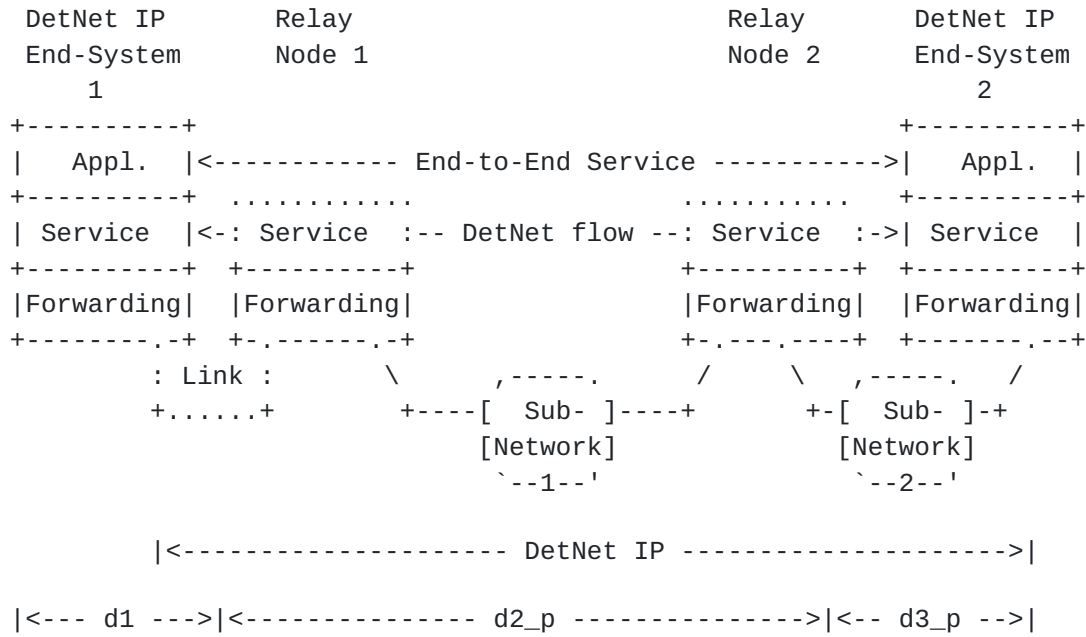 DetNet IP       Relay                        Relay       DetNet IP
 End-System      Node 1                       Node 2      End-System
     1                                                        2
+----------+                                             +----------+
|   Appl.  |<------------ End-to-End Service ----------->|   Appl.  |
+----------+  ............                 ...........   +----------+
| Service  |<-: Service  :-- DetNet flow --: Service  :->| Service  |
+----------+  +----------+                 +----------+  +----------+
|Forwarding|  |Forwarding|                 |Forwarding|  |Forwarding|
+--------.-+  +-.------.-+                 +-.---.----+  +-------.--+
         : Link :       \      ,-----.      /     \   ,-----.   /
         +......+        +----[  Sub- ]----+       +-[  Sub- ]-+
                              [Network]              [Network]
                               `--1--'                `--2--'

         |<--------------------- DetNet IP --------------------->|

|<--- d1 --->|<--------------- d2_p --------------->|<-- d3_p -->|